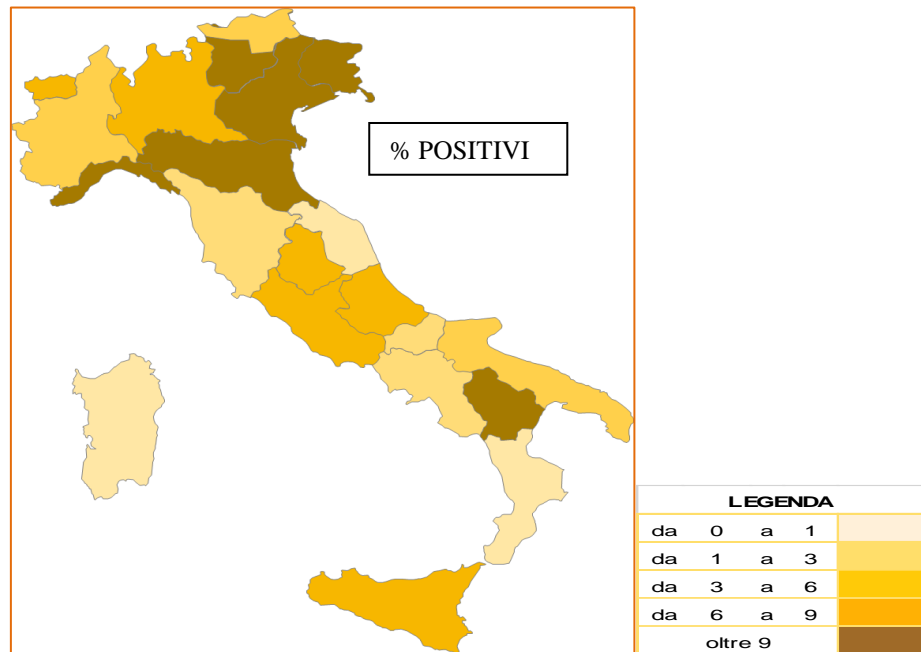 % POSITIVI
LEGENDA
da 0 a 1
da 1 a 3
da 3 a 6
da 6 a 9
oltre 9